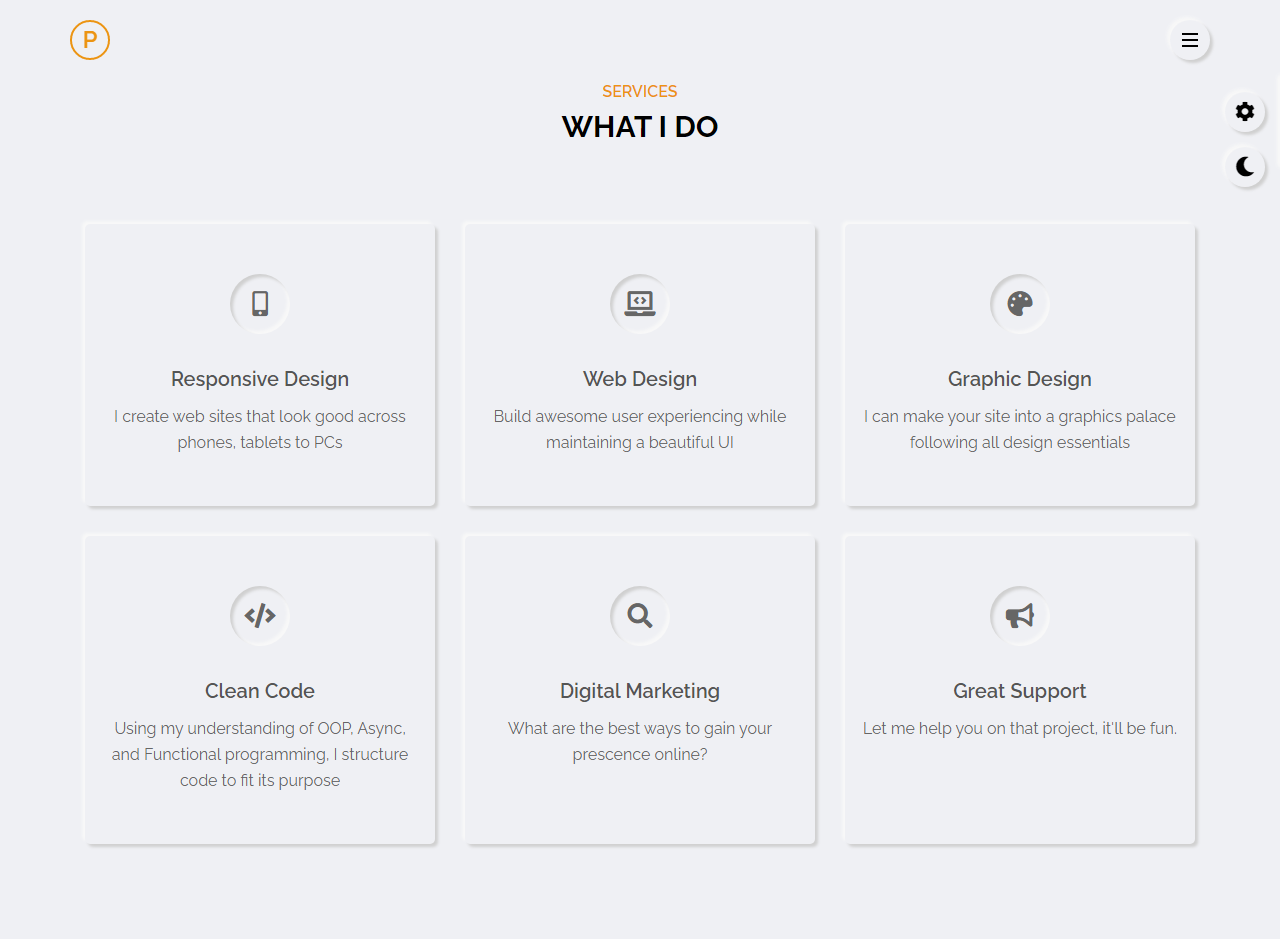 P
SERVICES
WHAT I DO
Responsive Design
I create web sites that look good across
phones, tablets to PCs
Web Design
Build awesome user experiencing while
maintaining a beautiful UI
Graphic Design
I can make your site into a graphics palace
following all design essentials
Clean Code
Using my understanding of OOP, Async,
and Functional programming, I structure
code to fit its purpose
Digital Marketing
What are the best ways to gain your
prescence online?
Great Support
Let me help you on that project, it'll be fun.